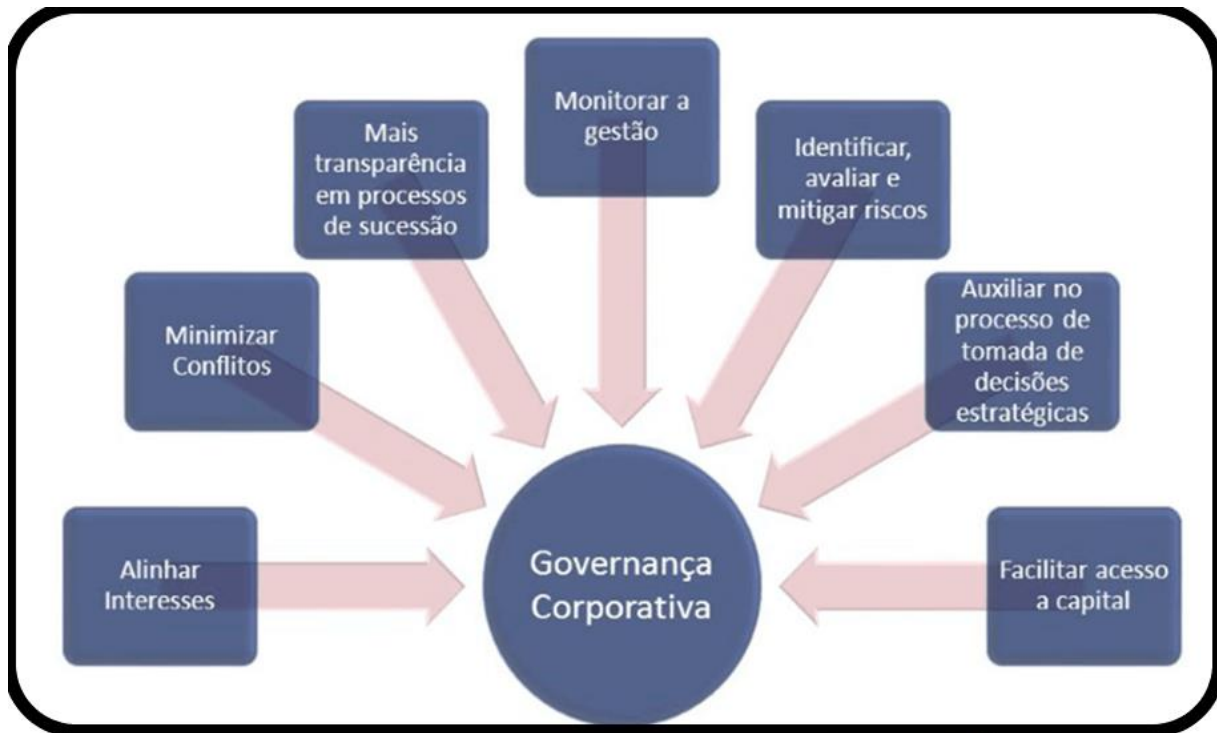 Monitorar a
gestão
Mais
transparência
em processos
de sucessão
Identificar,
avaliar e
mitigar riscos
Minimizar
Conflitos
Auxiliar no
processo de
tomada de
decisões
estratégicas
Alinhar
Interesses
Governança
Corporativa
Facilitar acesso
a capital